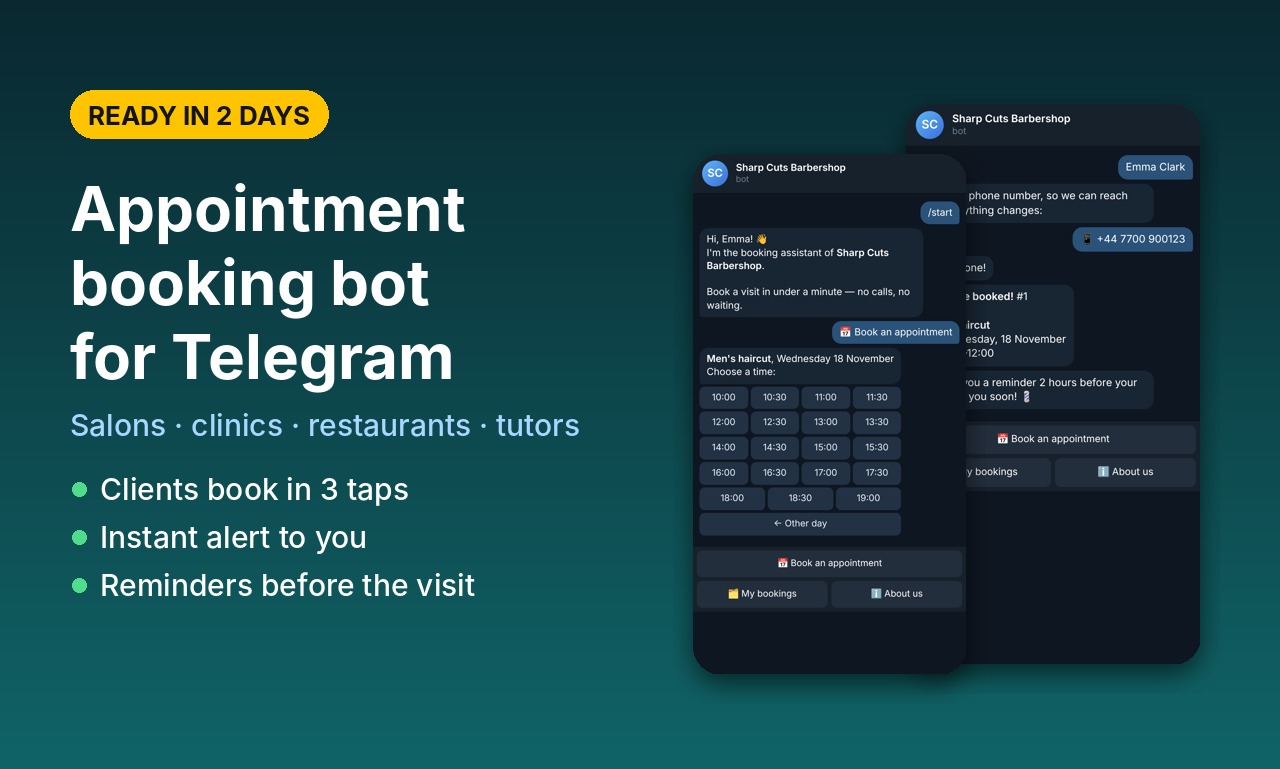 READY IN 2 DAYS
Appointment
booking bot
for Telegram
Salons · clinics · restaurants · tutors
Clients book in 3 taps
Instant alert to you
Reminders before the visit
SC
Sharp Cuts Barbershop
bot
/start
Hi, Emma! 👋
I'm the booking assistant of Sharp Cuts
Barbershop.
Book a visit in under a minute — no calls, no
waiting.
📅 Book an appointment
Men's haircut, Wednesday 18 November
Choose a time:
10:00 10:30 11:00 11:30
12:00 12:30 13:00 13:30
14:00 14:30 15:00 15:30
16:00 16:30 17:00 17:30
18:00 18:30 19:00
← Other day
📅 Book an appointment
🗂️ My bookings ℹ️ About us
SC
Sharp Cuts Barbershop
bot
Emma Clark
phone number, so we can reach
changes:
📱 +44 7700 900123
booked! #1
18 November
12:00
you a reminder 2 hours before your
you soon! 💈
📅 Book an appointment
bookings ℹ️ About us